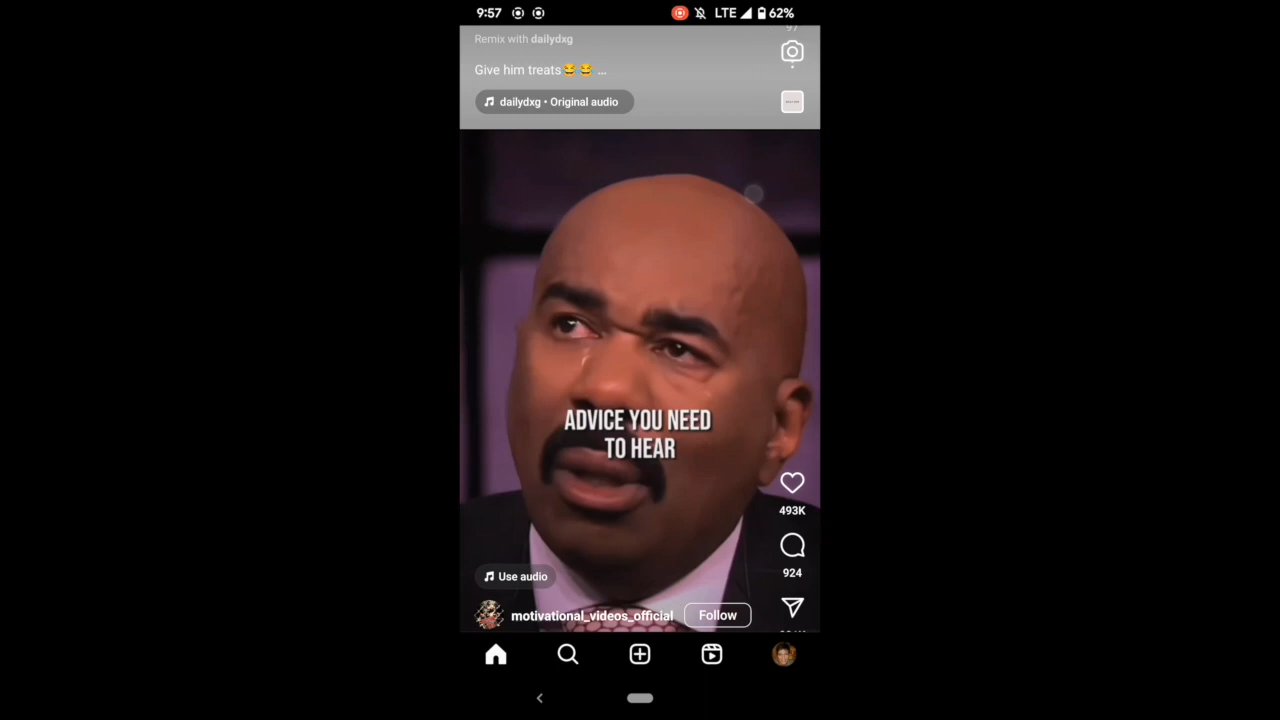 9:57
LTE
62%
Remix with dailydxg
Give him treats😂😂 ...
dailydxg • Original audio
ADVICE YOU NEED
TO HEAR
493K
924
Use audio
motivational_videos_official
Follow